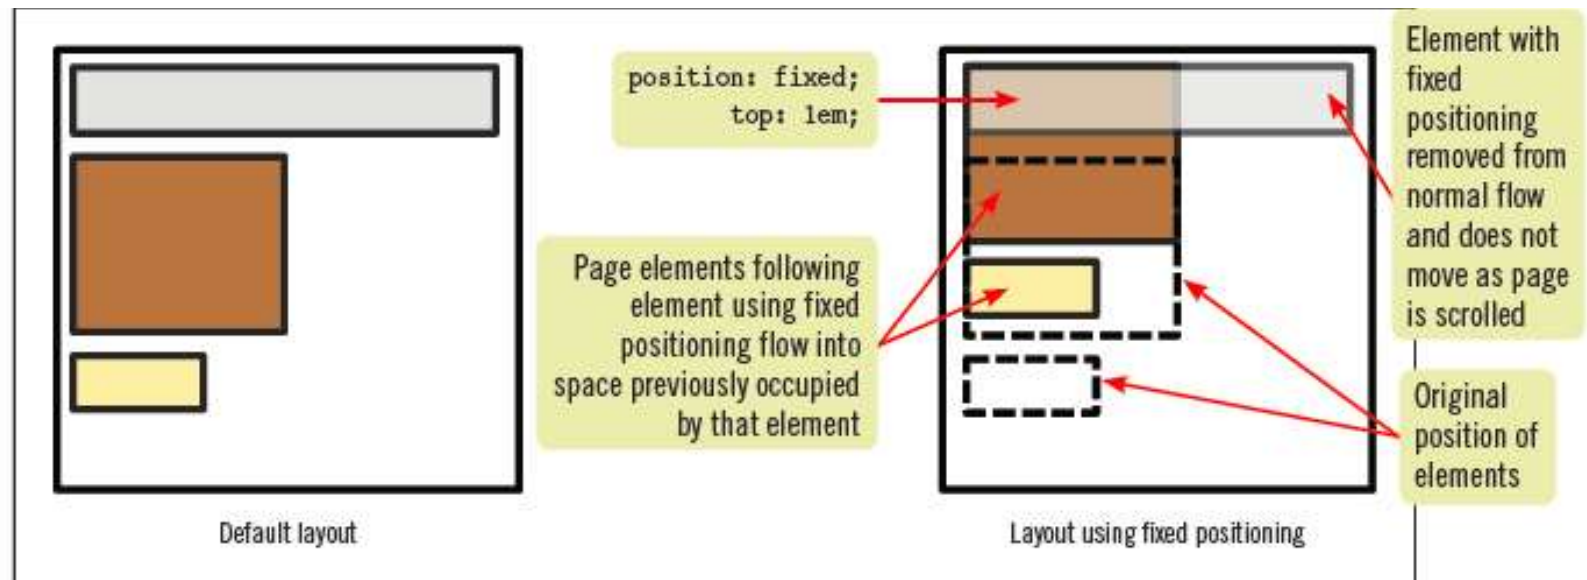 position: fixed;
top: 1em;
Page elements following
element using fixed
positioning flow into
space previously occupied
by that element
Default layout
Element with
fixed
positioning
removed from
normal flow
and does not
move as page
is scrolled
Original
position of
elements
Layout using fixed positioning